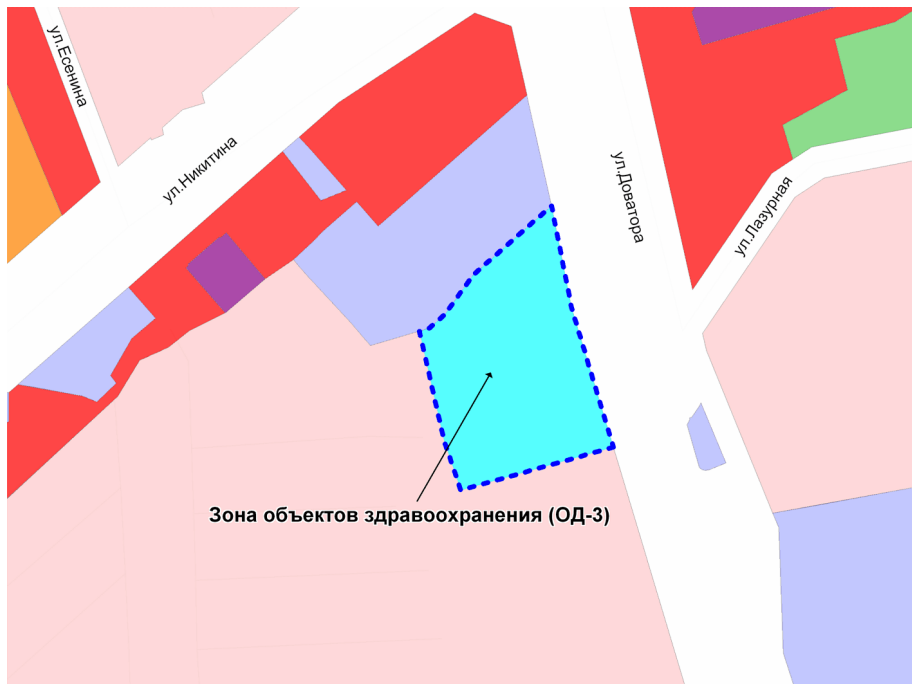 ул.Есенина
ул.Никитина
ул.Доватора
ул.Лазурная
Зона объектов здравоохранения (ОД-3)